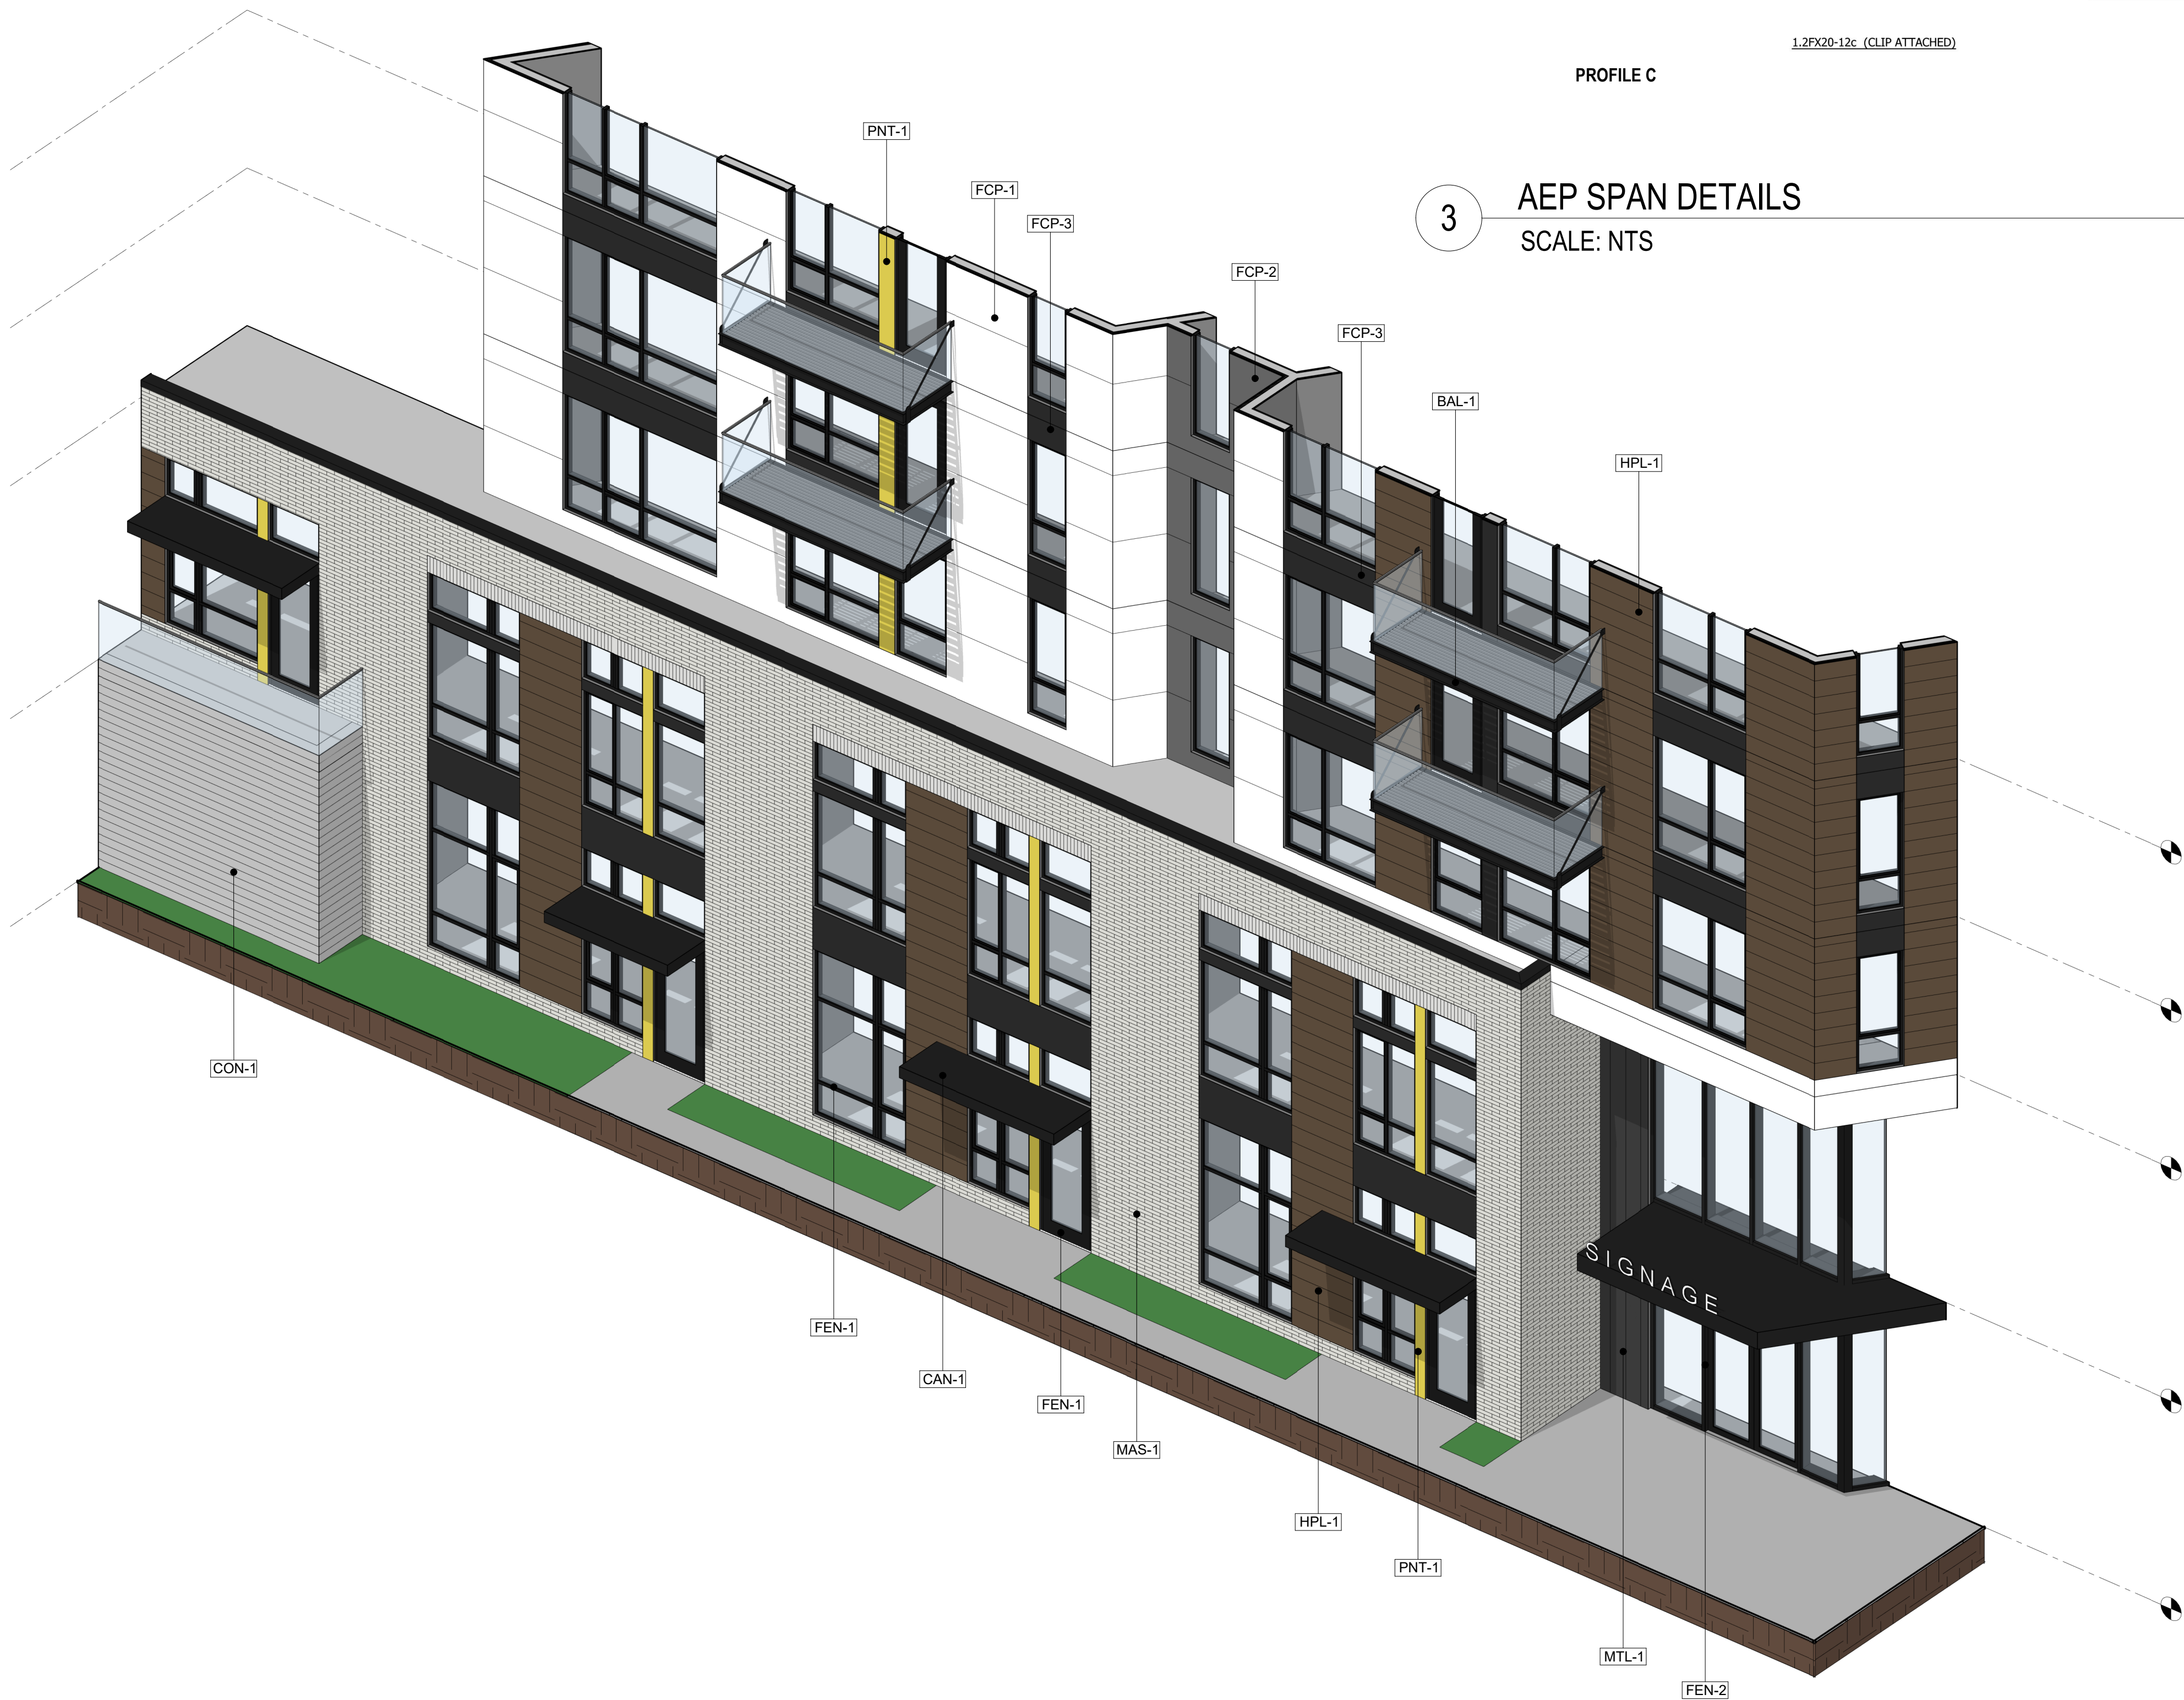 1.2FX20-12c (CLIP ATTACHED)
PROFILE C
PNT-1
FCP-1
3 AEP SPAN DETAILS
FCP-3
SCALE: NTS
FCP-2
FCP-3
BAL-1
HPL-1
CON-1
SIGNAGE
FEN-1
CAN-1
FEN-1
MAS-1
HPL-1
PNT-1
MTL-1
FEN-2